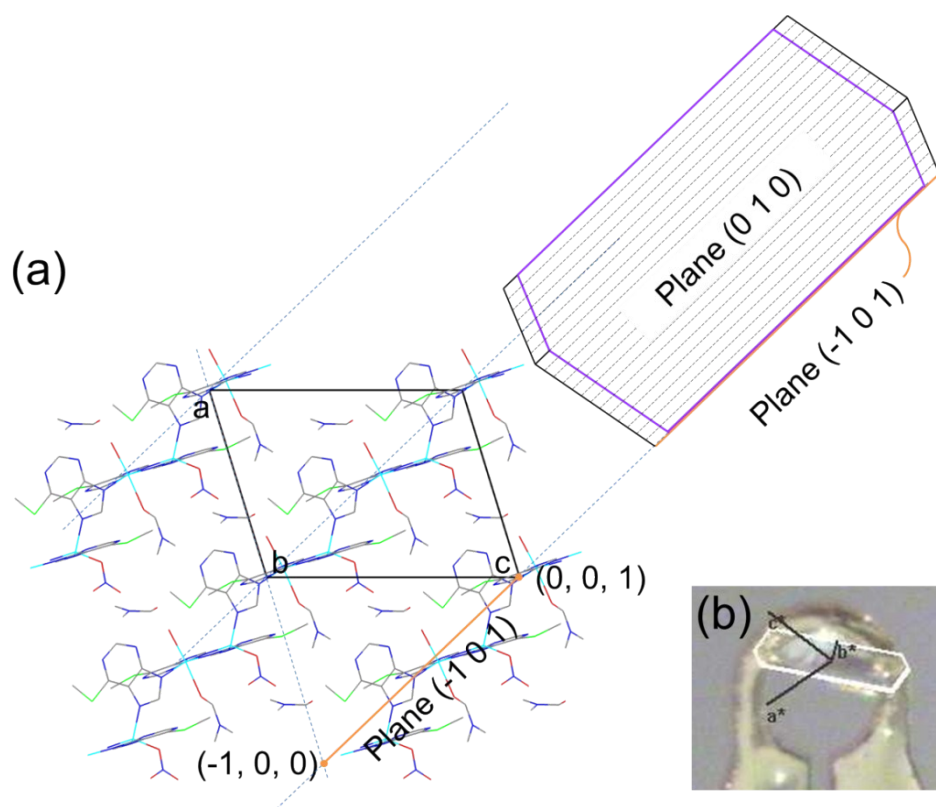 (a)
Plane (0 1 0)
Plane (-1 0 1)
a
b
c
(0, 0, 1)
Plane (-1 0 1)
(-1, 0, 0)
(b)
c*
b*
a*